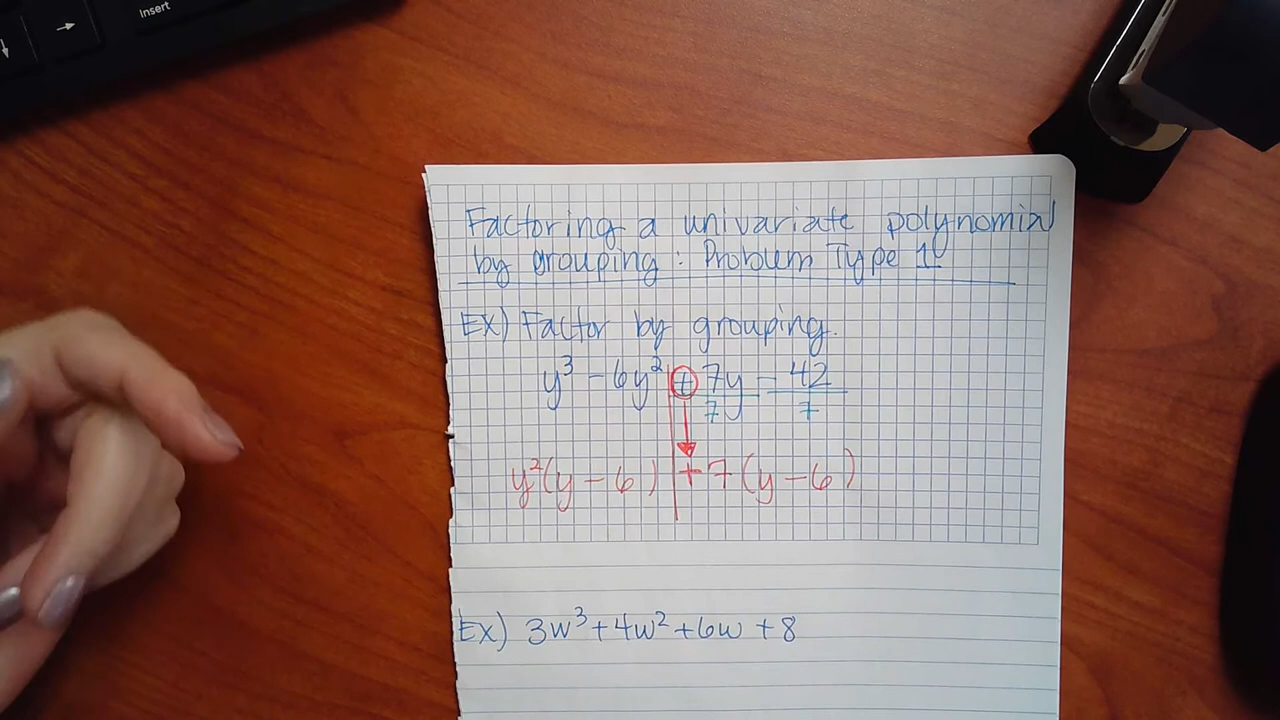 Insert
Factoring a univariate polynomial
by grouping: Problem Type 1
EX) Factor by grouping.
y³ - 6y² + 7y - 42
7y 7
y²(y - 6) + 7(y - 6)
EX) 3w³ + 4w² + 6w + 8